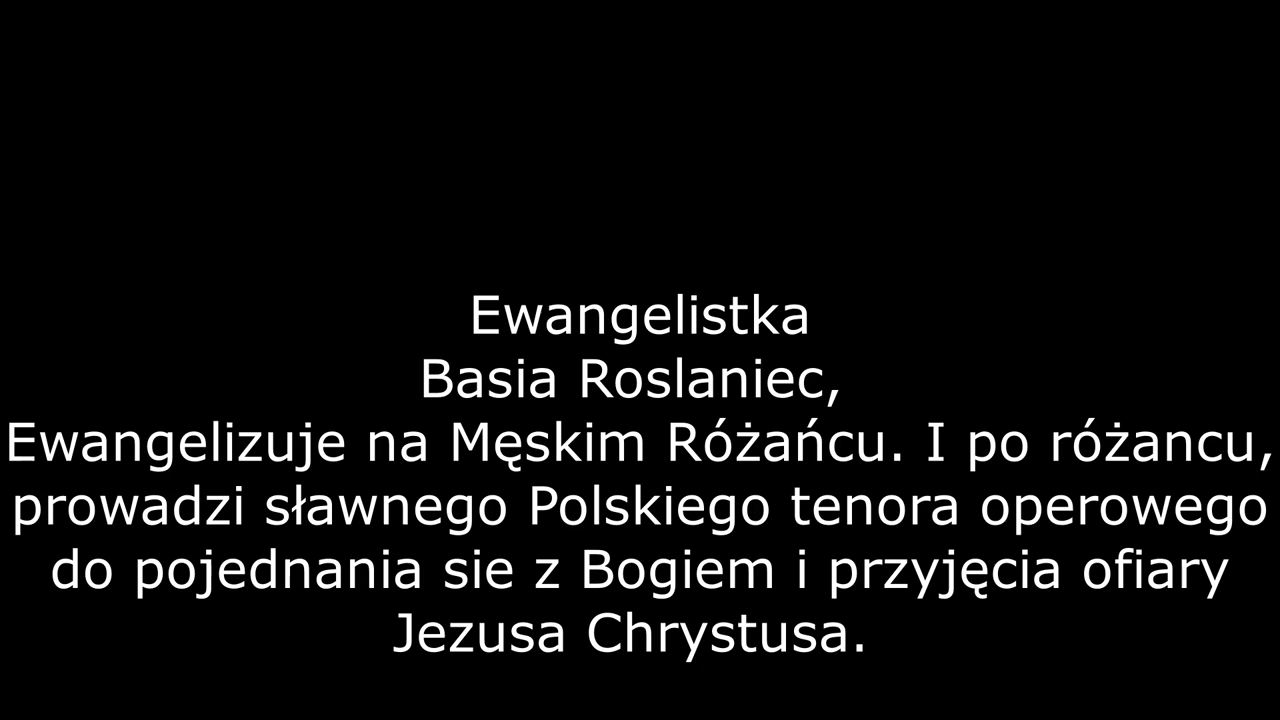 Ewangelistka
Basia Roslaniec,
Ewangelizuje na Męskim Różańcu. I po różancu,
prowadzi sławnego Polskiego tenora operowego
do pojednania sie z Bogiem i przyjęcia ofiary
Jezusa Chrystusa.